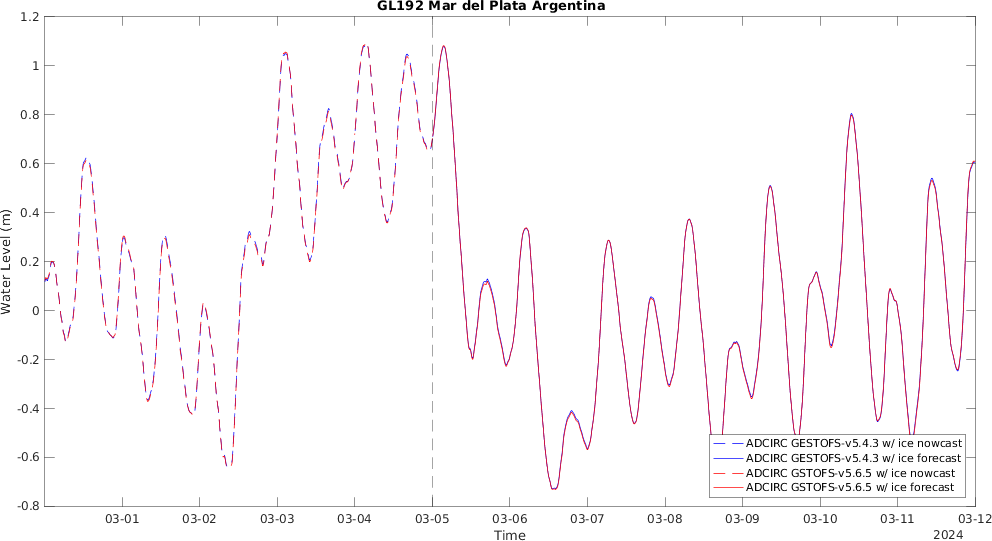 GL192 Mar del Plata Argentina
1.2
1
0.8
0.6
0.4
0.2
0
-0.2
-0.4
-0.6
-0.8
Water Level (m)
ADCIRC GESTOFS-v5.4.3 w/ ice nowcast
ADCIRC GESTOFS-v5.4.3 w/ ice forecast
ADCIRC GSTOFS-v5.6.5 w/ ice nowcast
ADCIRC GSTOFS-v5.6.5 w/ ice forecast
03-01 03-02 03-03 03-04 03-05 03-06 03-07 03-08 03-09 03-10 03-11 03-12
Time
2024